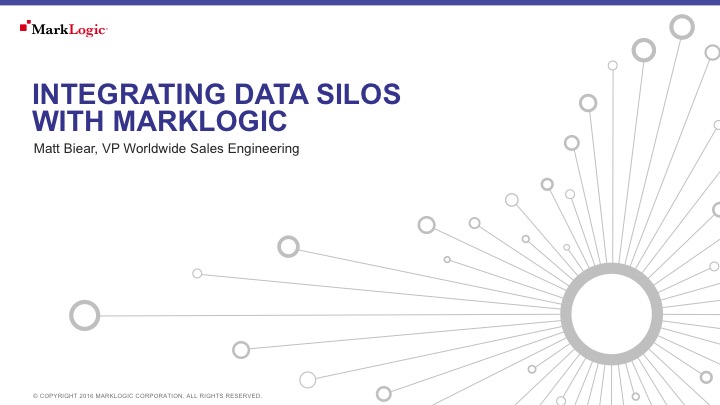 MarkLogic
INTEGRATING DATA SILOS
WITH MARKLOGIC
Matt Biear, VP Worldwide Sales Engineering
© COPYRIGHT 2016 MARKLOGIC CORPORATION. ALL RIGHTS RESERVED.